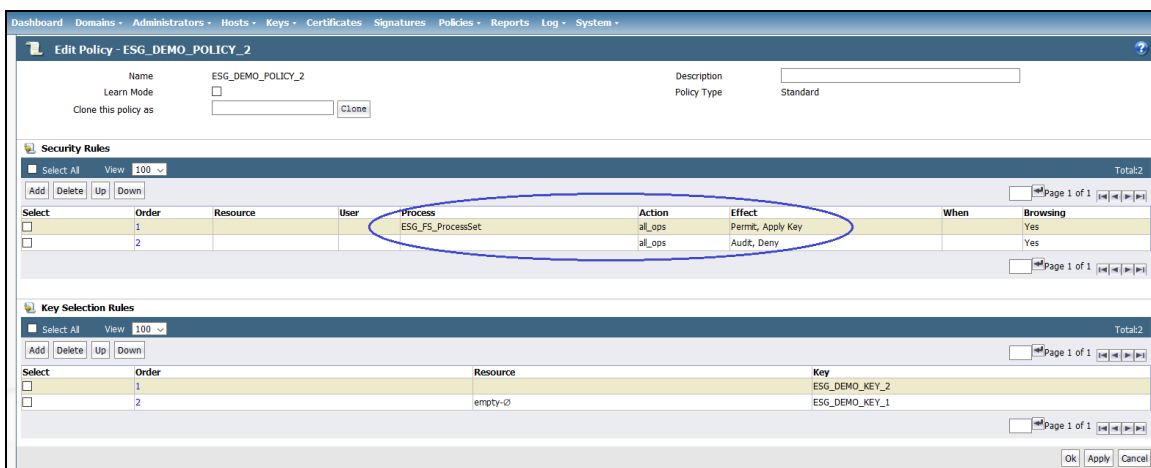 Dashboard Domains Administrators Hosts Keys Certificates Signatures Policies Reports Log System
Edit Policy - ESG_DEMO_POLICY_2
Name ESG_DEMO_POLICY_2 Description
Learn Mode Policy Type Standard
Clone this policy as Clone
Security Rules
Select All View 100 Total:2
Add Delete Up Down Page 1 of 1
Select Order Resource User Process Action Effect When Browsing
1 ESG_FS_ProcessSet all_ops Permit, Apply Key Yes
2 all_ops Audit, Deny Yes
Page 1 of 1
Key Selection Rules
Select All View 100 Total:2
Add Delete Up Down Page 1 of 1
Select Order Resource Key
1 ESG_DEMO_KEY_2
2 empty-∅ ESG_DEMO_KEY_1
Page 1 of 1
Ok Apply Cancel